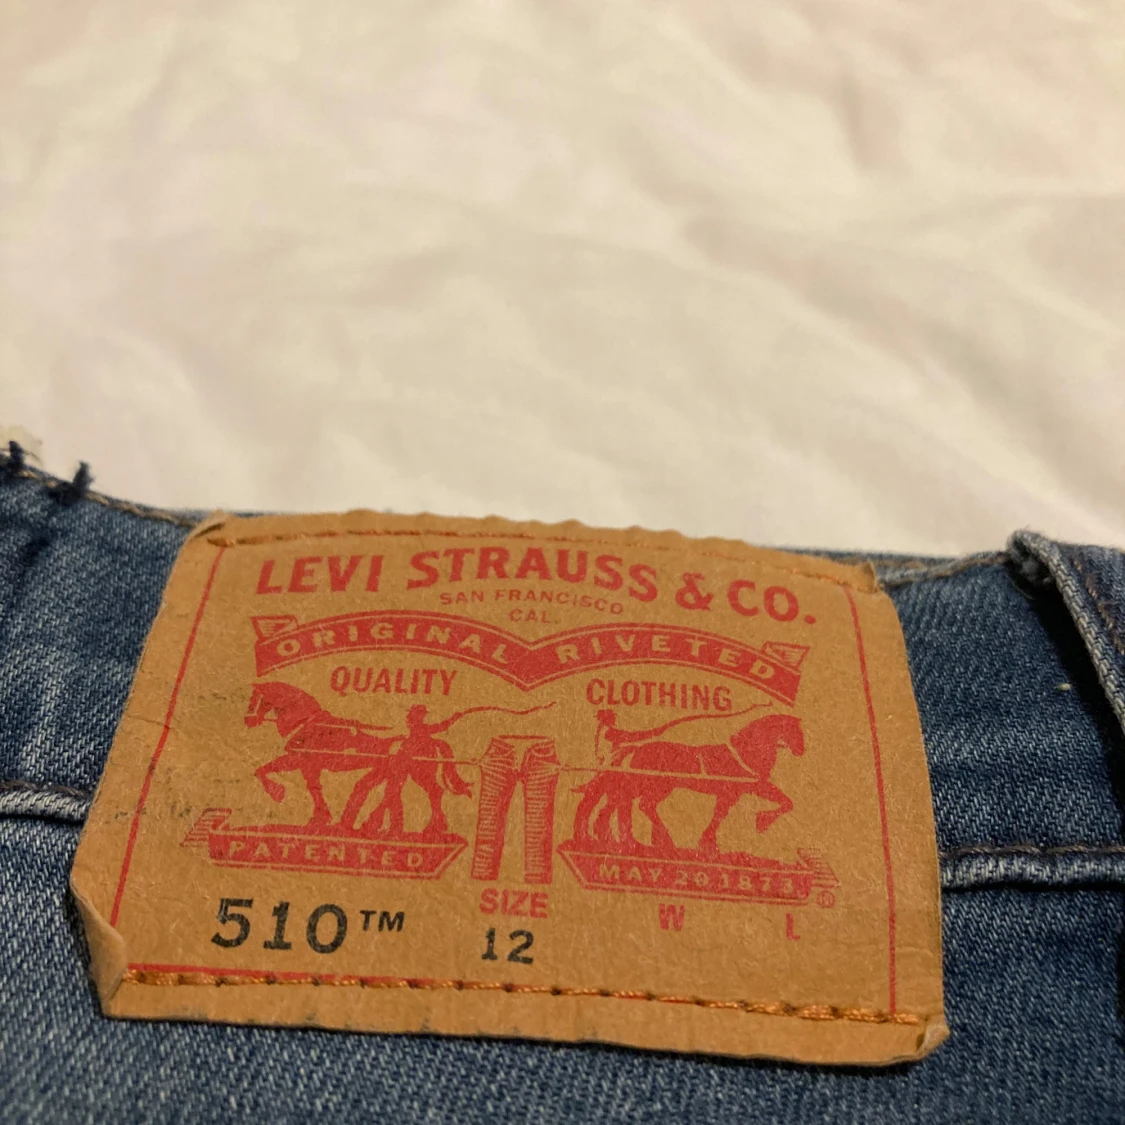 LEVI STRAUSS & CO.
SAN FRANCISCO
CAL.
ORIGINAL RIVETED
QUALITY CLOTHING
PATENTED MAY 20 1873 ®
SIZE W L
510™ 12